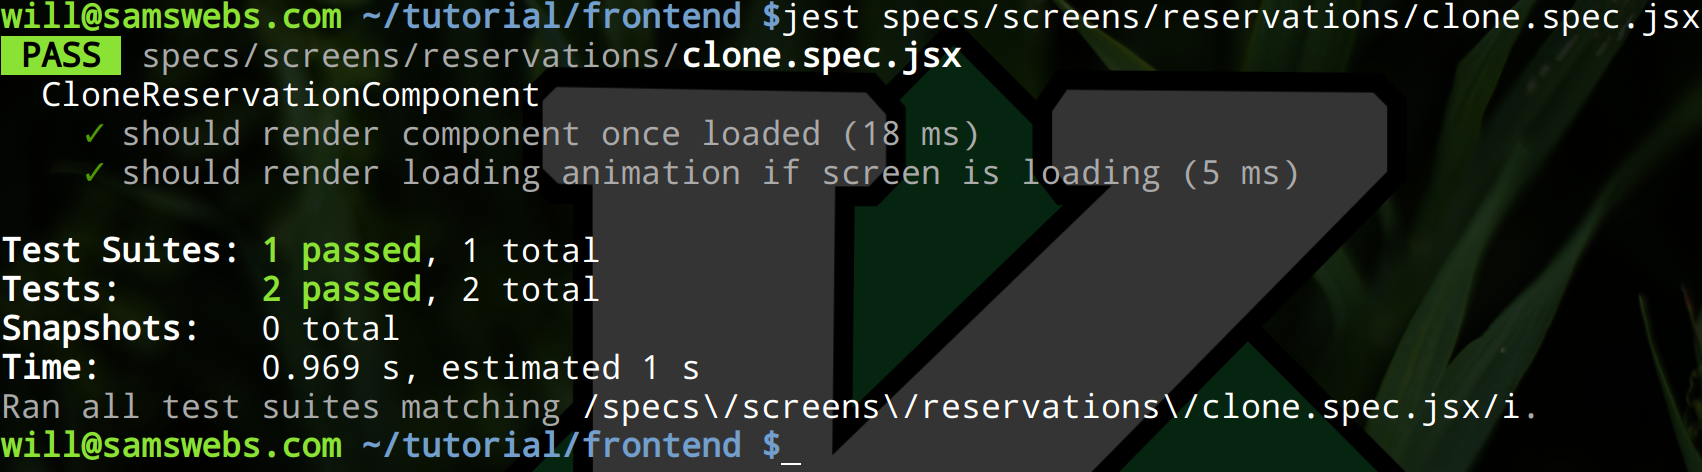 will@samswebs.com ~/tutorial/frontend $jest specs/screens/reservations/clone.spec.jsx
PASS specs/screens/reservations/clone.spec.jsx
CloneReservationComponent
✓ should render component once loaded (18 ms)
✓ should render loading animation if screen is loading (5 ms)
Test Suites: 1 passed, 1 total
Tests: 2 passed, 2 total
Snapshots: 0 total
Time: 0.969 s, estimated 1 s
Ran all test suites matching /specs\/screens\/reservations\/clone.spec.jsx/i.
will@samswebs.com ~/tutorial/frontend $_